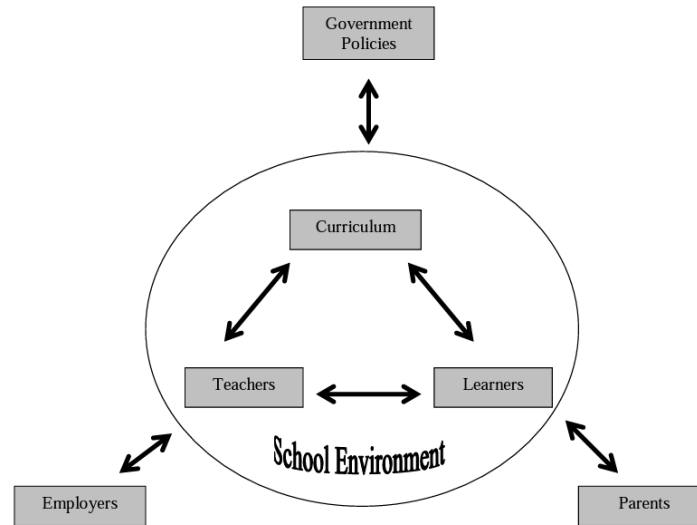 Government
Policies
Curriculum
Teachers
Learners
School Environment
Employers
Parents